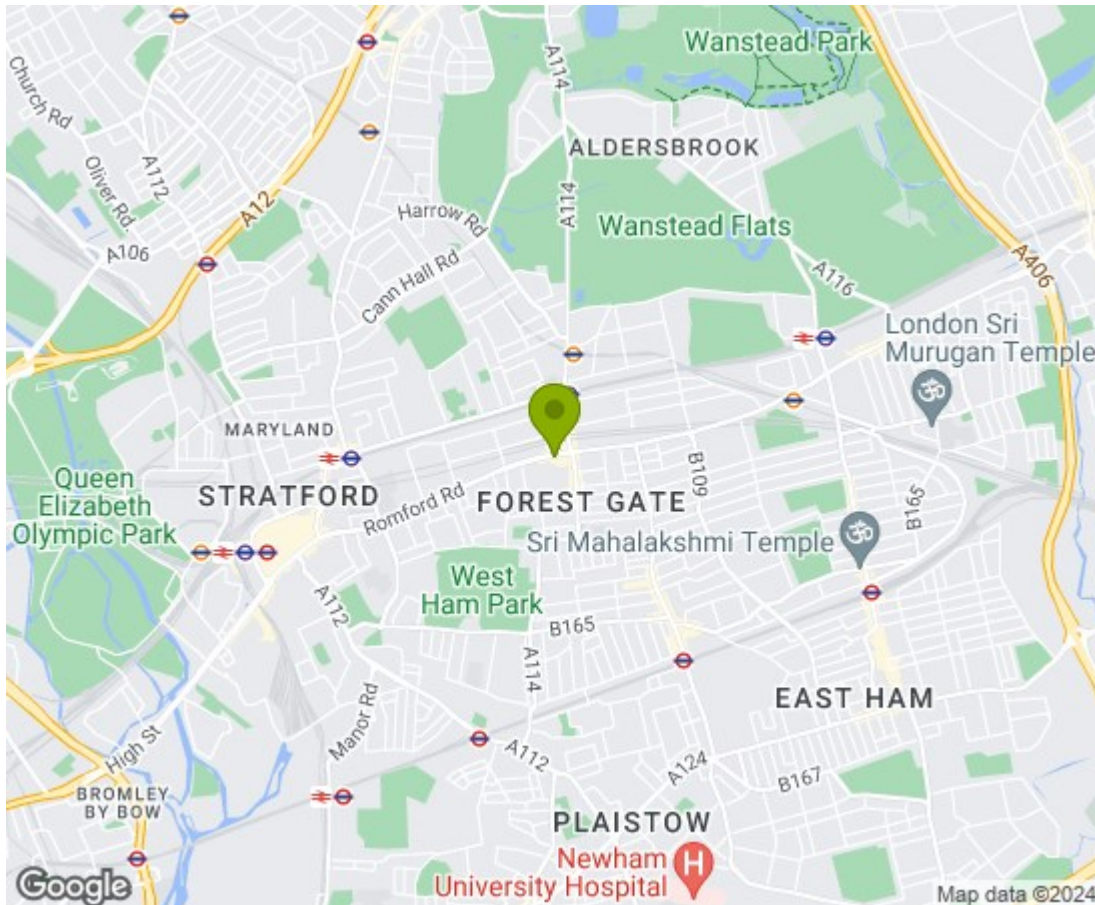 Wanstead Park
A114
Church Rd
A112
ALDERSBROOK
Oliver Rd.
A12
A114
Harrow Rd
Wanstead Flats
A106
Cann Hall Rd
A116
A406
London Sri
Murugan Temple
MARYLAND
Queen
Elizabeth
Olympic Park
STRATFORD
Romford Rd
FOREST GATE
B109
B165
Sri Mahalakshmi Temple
West
Ham Park
A112
B165
A114
Manor Rd
EAST HAM
High St
A112
A124
B167
BROMLEY
BY BOW
PLAISTOW
Newham
University Hospital
H
Google
Map data ©2024